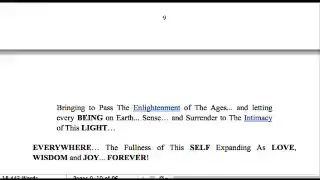 9
Bringing to Pass The Enlightenment of The Ages... and letting
every BEING on Earth... Sense... and Surrender to The Intimacy
of This LIGHT...
EVERYWHERE... The Fullness of This SELF Expanding As LOVE,
WISDOM and JOY... FOREVER!